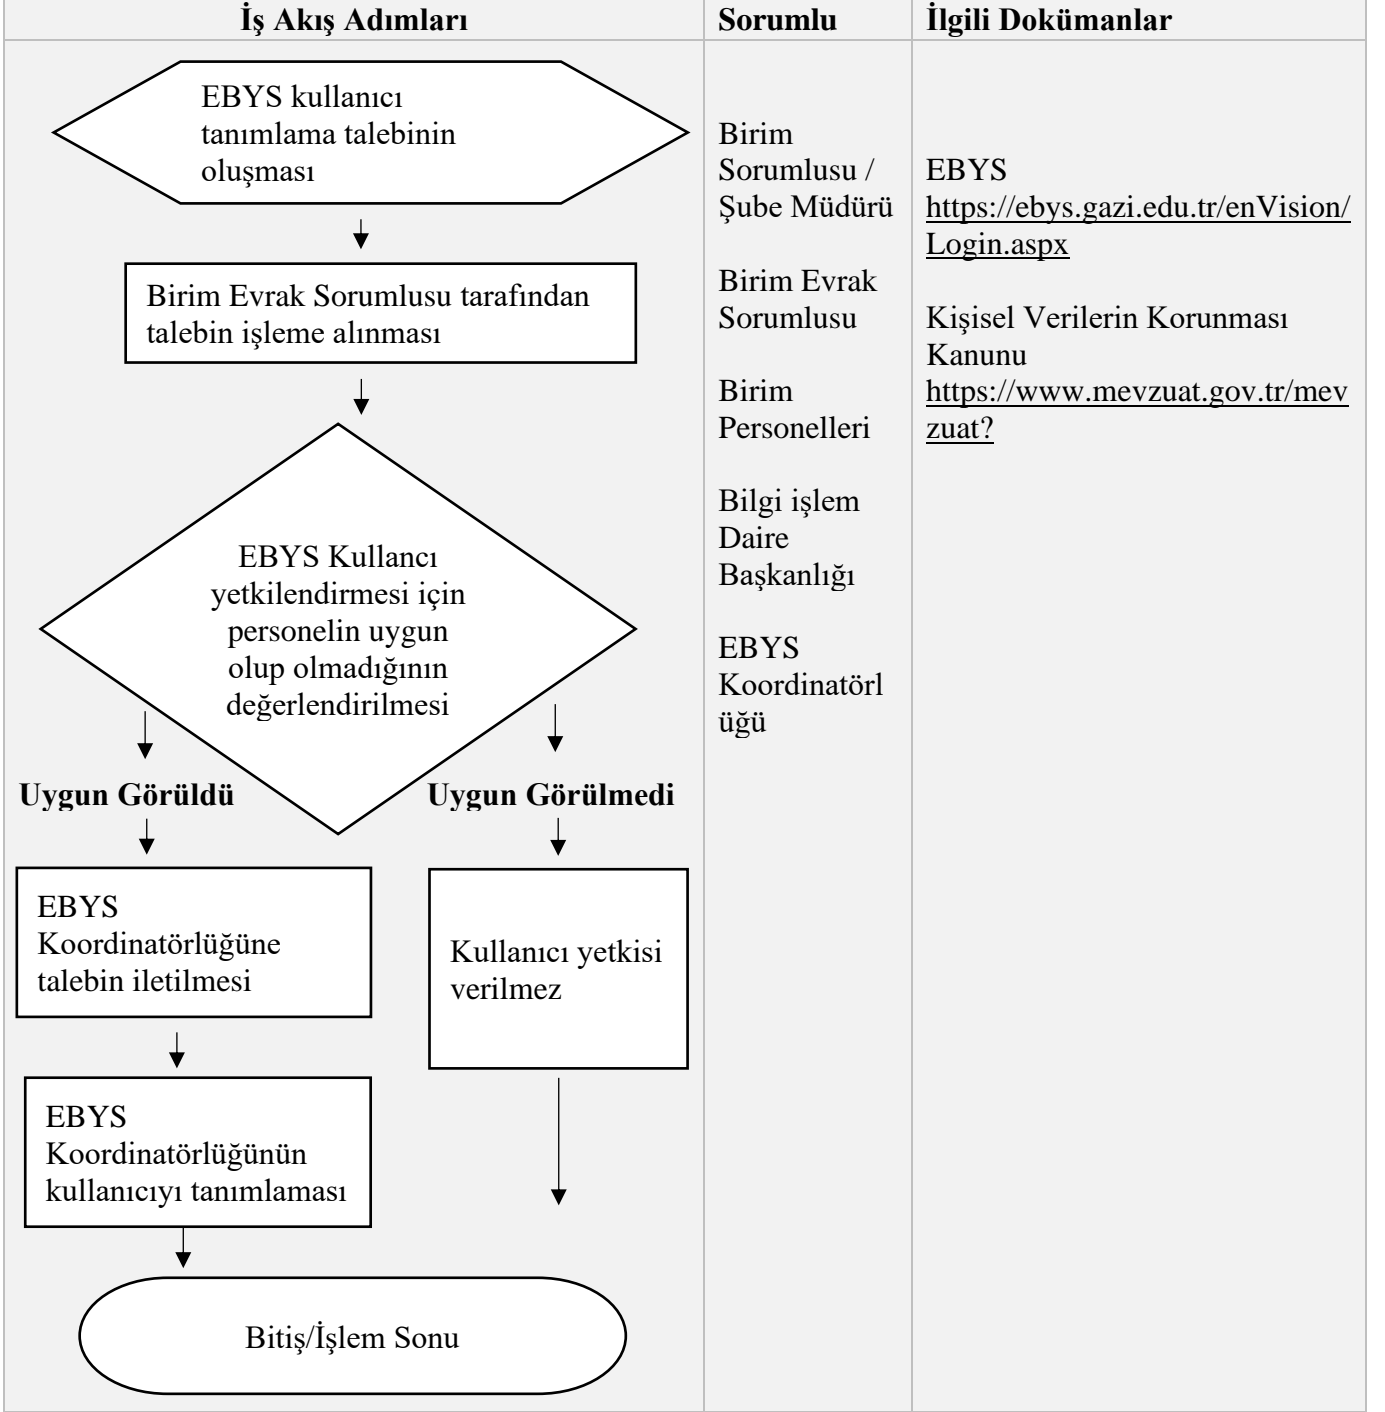 İş Akış Adımları
Sorumlu
İlgili Dokümanlar
EBYS kullanıcı
tanımlama talebinin
oluşması
Birim Evrak Sorumlusu tarafından
talebin işleme alınması
EBYS Kullancı
yetkilendirmesi için
personelin uygun
olup olmadığının
değerlendirilmesi
Uygun Görüldü
Uygun Görülmedi
EBYS
Koordinatörlüğüne
talebin iletilmesi
Kullanıcı yetkisi
verilmez
EBYS
Koordinatörlüğünün
kullanıcıyı tanımlaması
Bitiş/İşlem Sonu
Birim
Sorumlusu /
Şube Müdürü
Birim Evrak
Sorumlusu
Birim
Personelleri
Bilgi işlem
Daire
Başkanlığı
EBYS
Koordinatörl
üğü
EBYS
https://ebys.gazi.edu.tr/enVision/
Login.aspx
Kişisel Verilerin Korunması
Kanunu
https://www.mevzuat.gov.tr/mev
zuat?